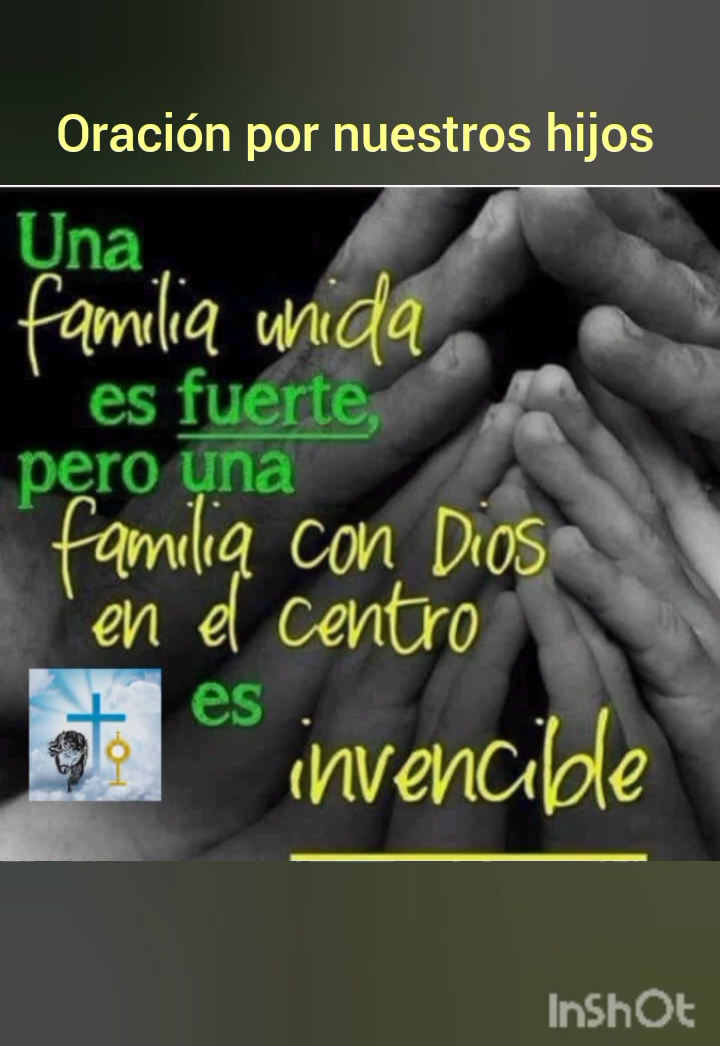 Oración por nuestros hijos
Una
familia unida
es fuerte,
pero una
familia con Dios
en el centro
es
invencible
InShOt